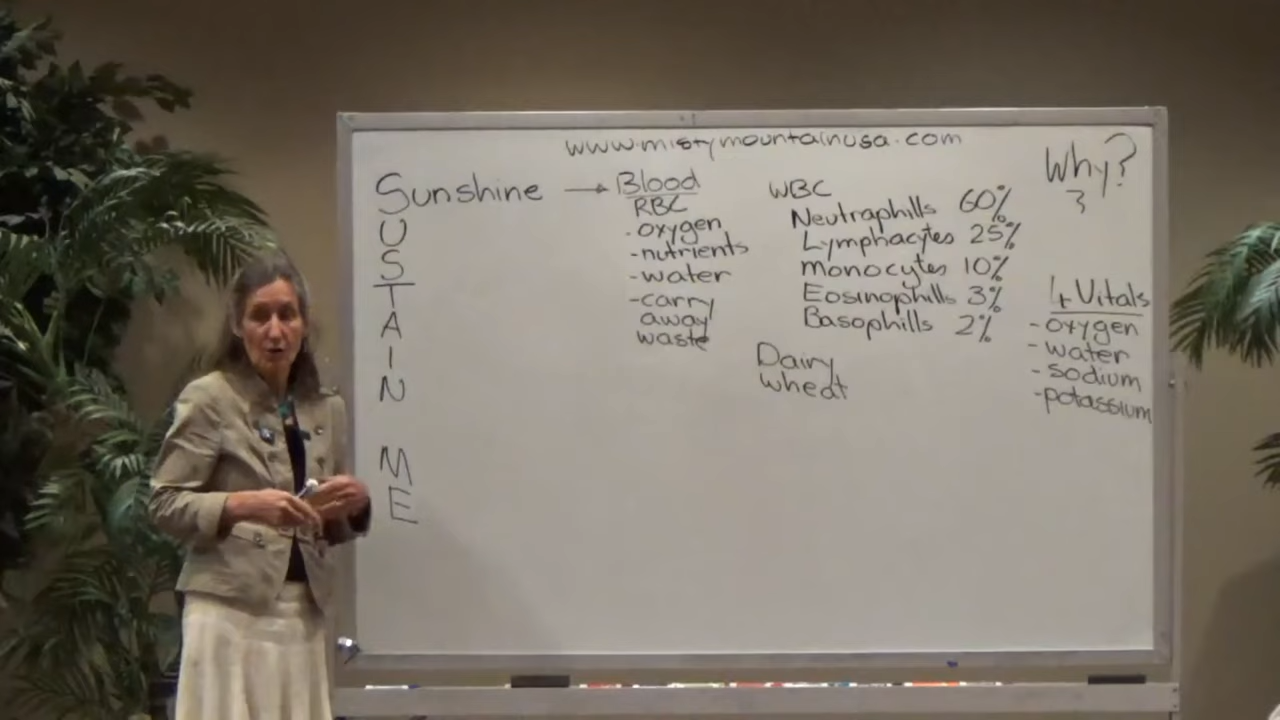 www.mistymountainusa.com
Sunshine → Blood
U
S
T
A
I
N
M
E
RBC
-oxygen
-nutrients
-water
-carry
away
waste
WBC
Neutraphills 60%
Lymphacytes 25%
monocytes 10%
Eosinophills 3%
Basophills 2%
Dairy
wheat
Why?
4 Vitals
-oxygen
-water
-sodium
-potassium